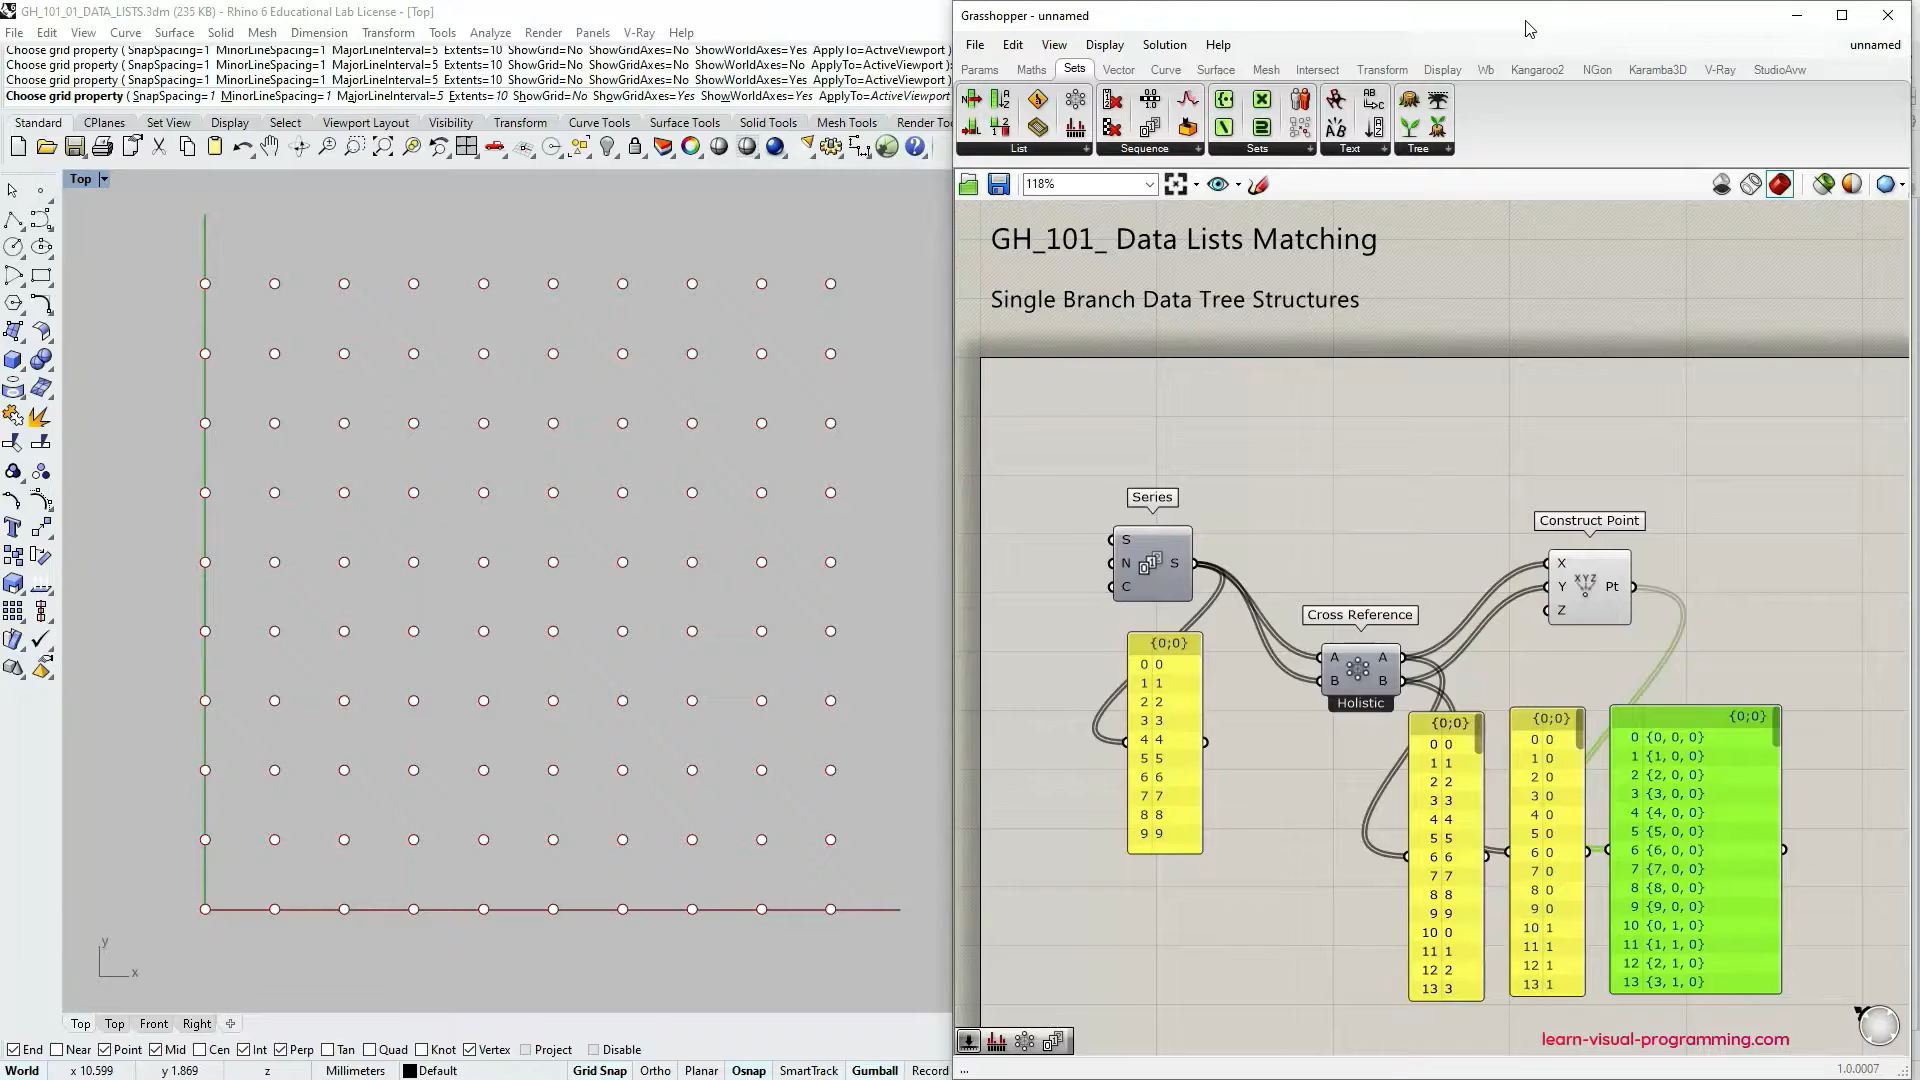 GH_101_01_DATA_LISTS.3dm (235 KB) - Rhino 6 Educational Lab License - [Top]
File Edit View Curve Surface Solid Mesh Dimension Transform Tools Analyze Render Panels V-Ray Help
Choose grid property ( SnapSpacing=1 MinorLineSpacing=1 MajorLineInterval=5 Extents=10 ShowGrid=No ShowGridAxes=Yes ShowWorldAxes=Yes ApplyTo=ActiveViewport )
Choose grid property ( SnapSpacing=1 MinorLineSpacing=1 MajorLineInterval=5 Extents=10 ShowGrid=No ShowGridAxes=No ShowWorldAxes=Yes ApplyTo=ActiveViewport ):
Choose grid property ( SnapSpacing=1 MinorLineSpacing=1 MajorLineInterval=5 Extents=10 ShowGrid=No ShowGridAxes=No ShowWorldAxes=No ApplyTo=ActiveViewport ):
Choose grid property ( SnapSpacing=1 MinorLineSpacing=1 MajorLineInterval=5 Extents=10 ShowGrid=No ShowGridAxes=Yes ShowWorldAxes=Yes ApplyTo=ActiveViewport
Standard CPlanes Set View Display Select Viewport Layout Visibility Transform Curve Tools Surface Tools Solid Tools Mesh Tools Render To
Top
y
x
Top Top Front Right
End Near Point Mid Cen Int Perp Tan Quad Knot Vertex Project Disable
World x 10.599 y 1.869 z Millimeters Default Grid Snap Ortho Planar Osnap SmartTrack Gumball Record
Grasshopper - unnamed
File Edit View Display Solution Help unnamed
Params Maths Sets Vector Curve Surface Mesh Intersect Transform Display Wb Kangaroo2 NGon Karamba3D V-Ray StudioAvw
List Sequence Sets Text Tree
118%
GH_101_ Data Lists Matching
Single Branch Data Tree Structures
Series
S
N S
C
{0;0}
0 0
1 1
2 2
3 3
4 4
5 5
6 6
7 7
8 8
9 9
Cross Reference
A A
B B
Holistic
Construct Point
X
Y XYZ Pt
Z
{0;0}
0 0
1 1
2 2
3 3
4 4
5 5
6 6
7 7
8 8
9 9
10 0
11 1
12 2
13 3
{0;0}
0 0
1 0
2 0
3 0
4 0
5 0
6 0
7 0
8 0
9 0
10 1
11 1
12 1
13 1
{0;0}
0 {0, 0, 0}
1 {1, 0, 0}
2 {2, 0, 0}
3 {3, 0, 0}
4 {4, 0, 0}
5 {5, 0, 0}
6 {6, 0, 0}
7 {7, 0, 0}
8 {8, 0, 0}
9 {9, 0, 0}
10 {0, 1, 0}
11 {1, 1, 0}
12 {2, 1, 0}
13 {3, 1, 0}
learn-visual-programming.com
... 1.0.0007